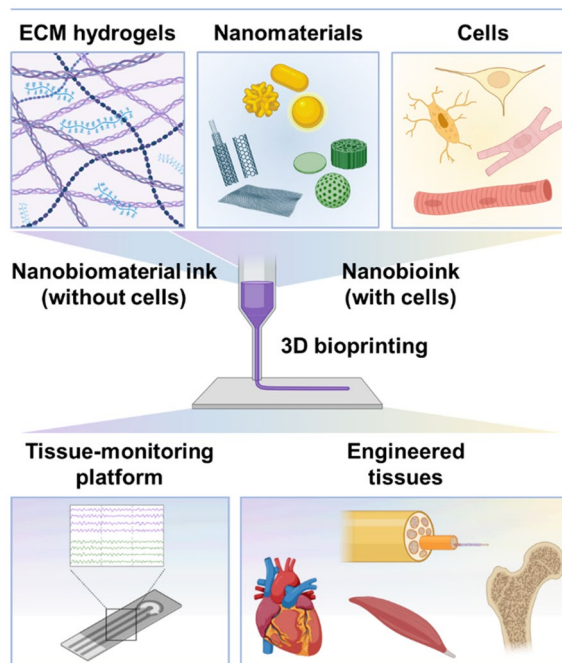 ECM hydrogels
Nanomaterials
Cells
Nanobiomaterial ink
(without cells)
Nanobioink
(with cells)
3D bioprinting
Tissue-monitoring
platform
Engineered
tissues